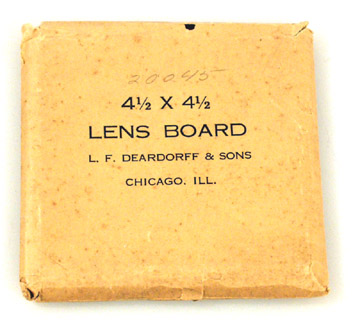 20045
4½ X 4½
LENS BOARD
L. F. DEARDORFF & SONS
CHICAGO. ILL.